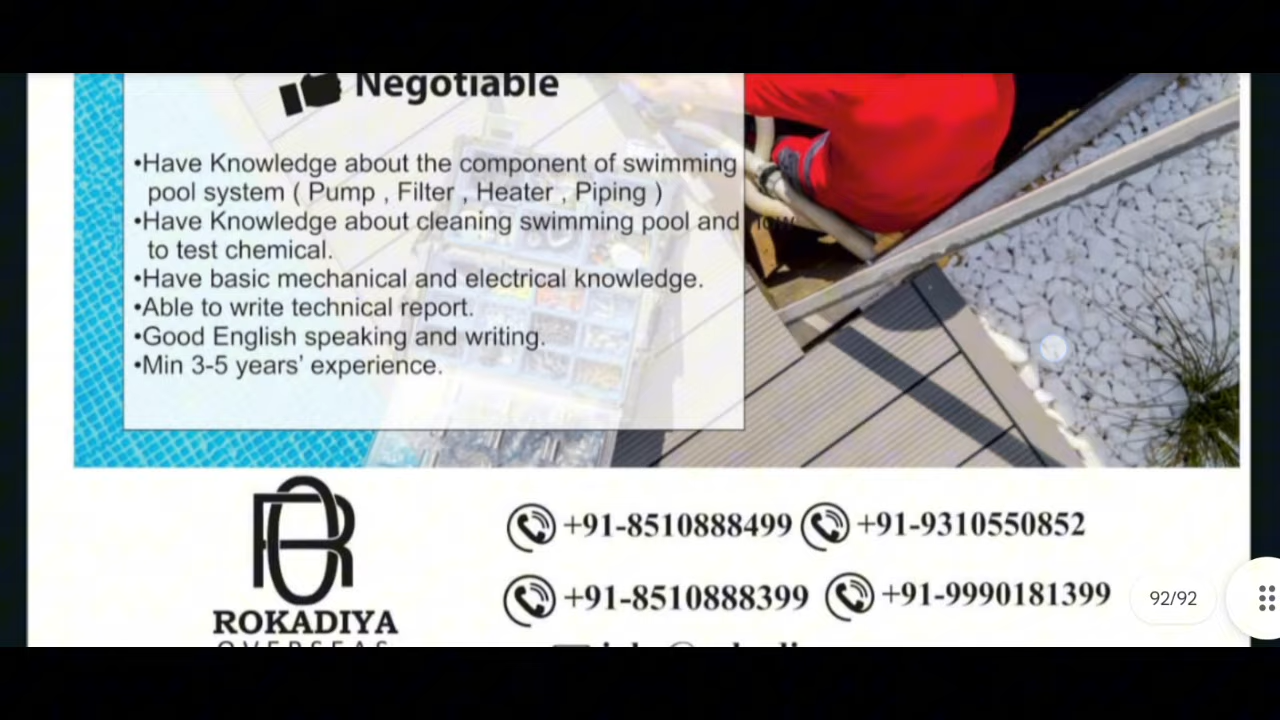 Negotiable
•Have Knowledge about the component of swimming
pool system ( Pump , Filter , Heater , Piping )
•Have Knowledge about cleaning swimming pool and how
to test chemical.
•Have basic mechanical and electrical knowledge.
•Able to write technical report.
•Good English speaking and writing.
•Min 3-5 years’ experience.
+91-8510888499 +91-9310550852
+91-8510888399 +91-9990181399
92/92
ROKADIYA
OVERSEAS